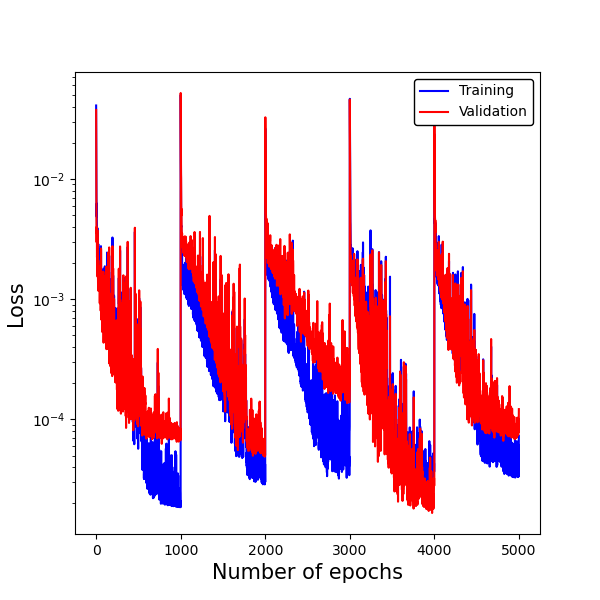 Training
Validation
10⁻²
10⁻³
10⁻⁴
Loss
0 1000 2000 3000 4000 5000
Number of epochs